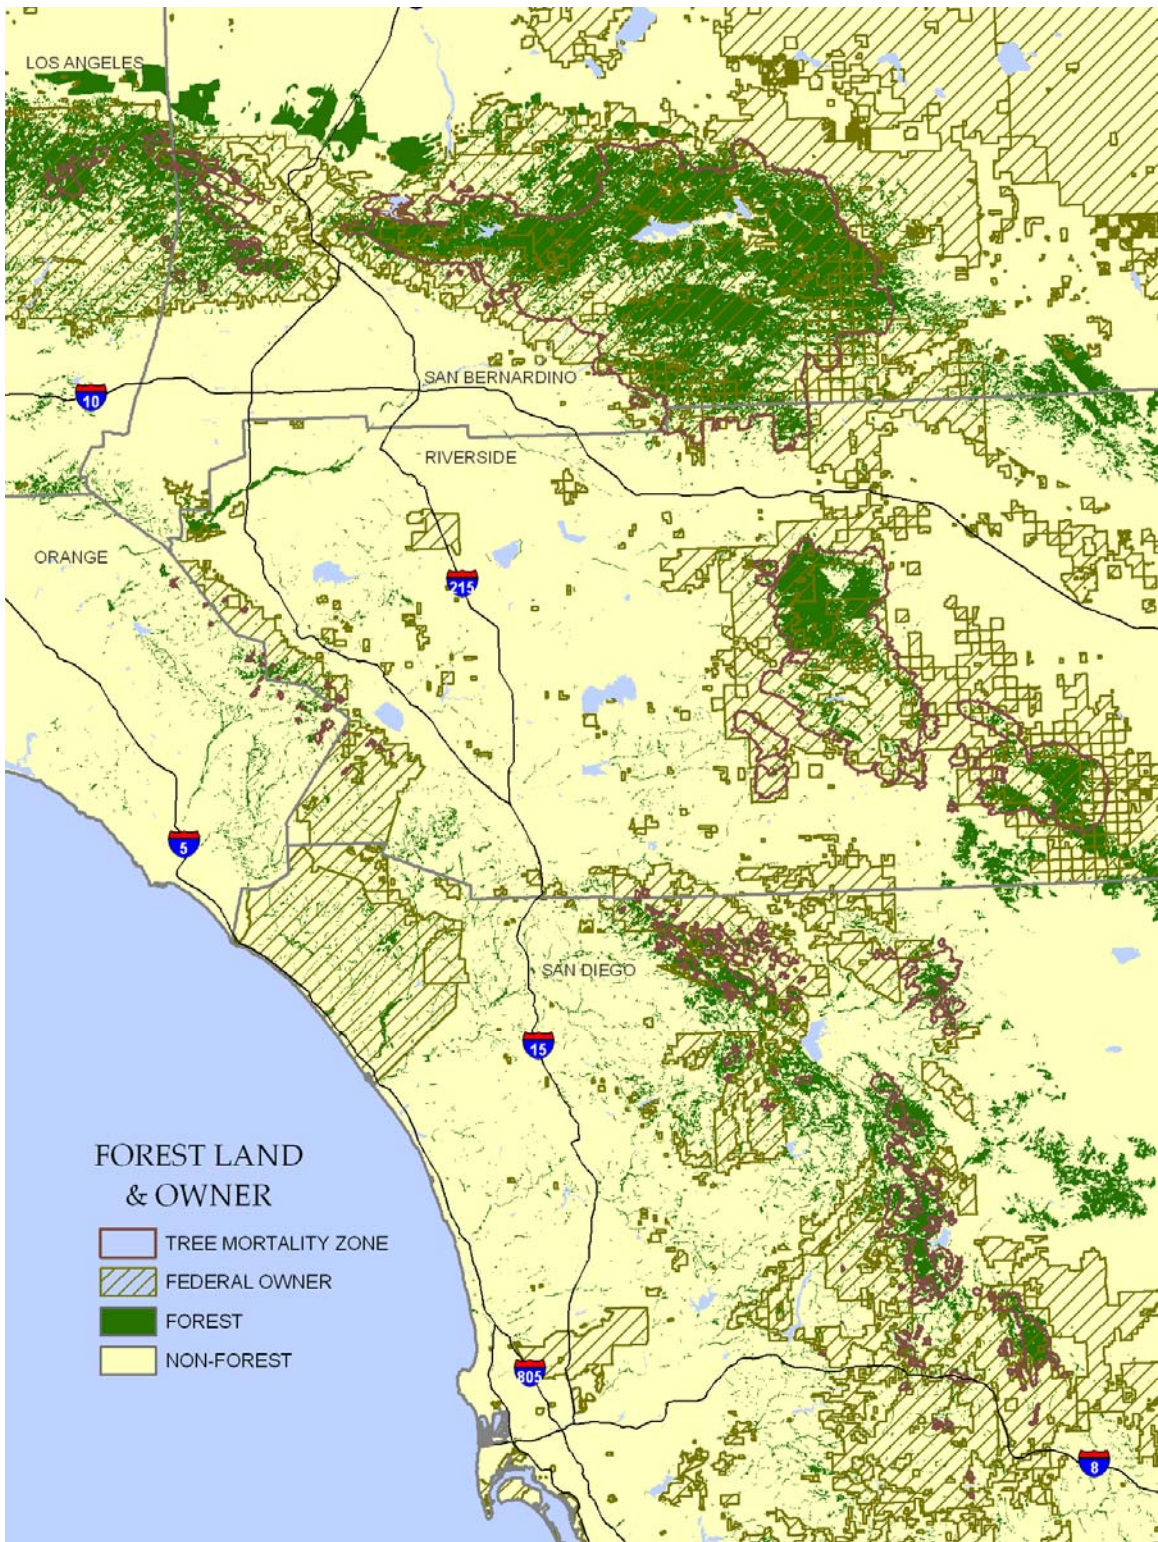 LOS ANGELES
SAN BERNARDINO
10
RIVERSIDE
ORANGE
215
5
SAN DIEGO
15
FOREST LAND
& OWNER
TREE MORTALITY ZONE
FEDERAL OWNER
FOREST
NON-FOREST
805
8